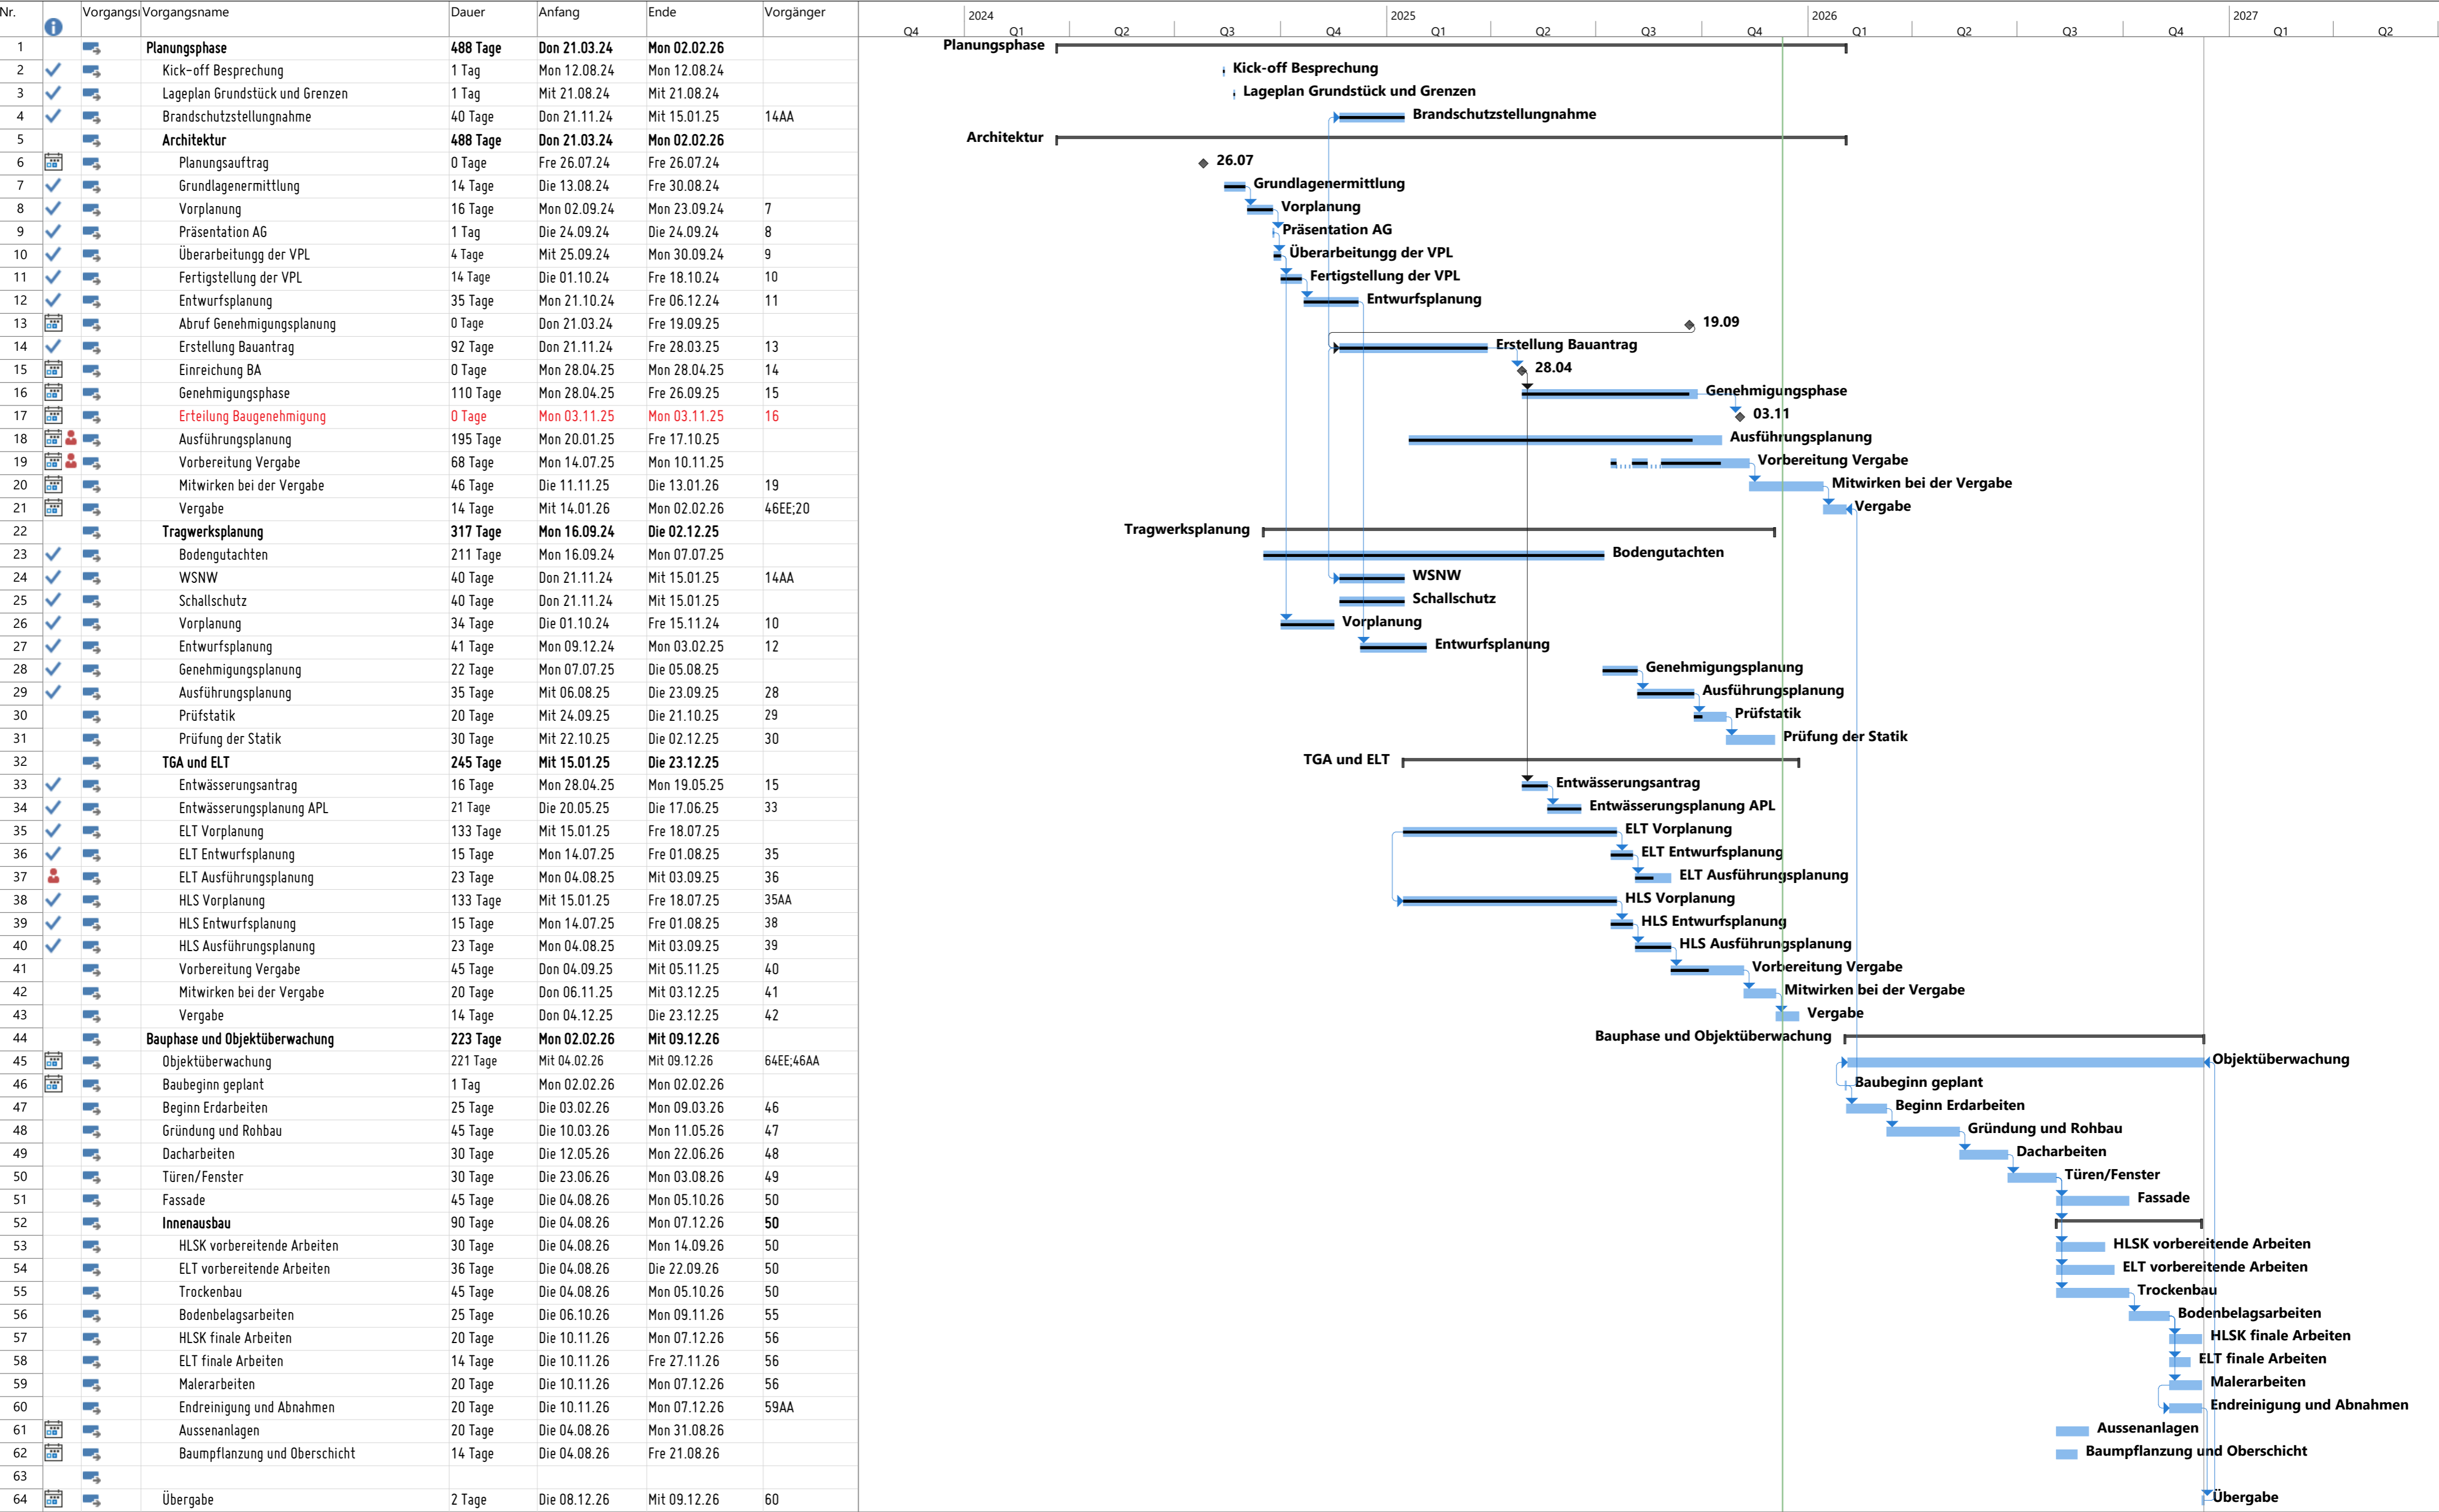 Nr. Vorgangsı Vorgangsname Dauer Anfang Ende Vorgänger
2024 2025 2026 2027
Q4 Q1 Q2 Q3 Q4 Q1 Q2 Q3 Q4 Q1 Q2 Q3 Q4 Q1 Q2
1 Planungsphase 488 Tage Don 21.03.24 Mon 02.02.26 Planungsphase
2 Kick-off Besprechung 1 Tag Mon 12.08.24 Mon 12.08.24 Kick-off Besprechung
3 Lageplan Grundstück und Grenzen 1 Tag Mit 21.08.24 Mit 21.08.24 Lageplan Grundstück und Grenzen
4 Brandschutzstellungnahme 40 Tage Don 21.11.24 Mit 15.01.25 14AA Brandschutzstellungnahme
5 Architektur 488 Tage Don 21.03.24 Mon 02.02.26 Architektur
6 Planungsauftrag 0 Tage Fre 26.07.24 Fre 26.07.24 26.07
7 Grundlagenermittlung 14 Tage Die 13.08.24 Fre 30.08.24 Grundlagenermittlung
8 Vorplanung 16 Tage Mon 02.09.24 Mon 23.09.24 7 Vorplanung
9 Präsentation AG 1 Tag Die 24.09.24 Die 24.09.24 8 Präsentation AG
10 Überarbeitungg der VPL 4 Tage Mit 25.09.24 Mon 30.09.24 9 Überarbeitungg der VPL
11 Fertigstellung der VPL 14 Tage Die 01.10.24 Fre 18.10.24 10 Fertigstellung der VPL
12 Entwurfsplanung 35 Tage Mon 21.10.24 Fre 06.12.24 11 Entwurfsplanung
13 Abruf Genehmigungsplanung 0 Tage Don 21.03.24 Fre 19.09.25 19.09
14 Erstellung Bauantrag 92 Tage Don 21.11.24 Fre 28.03.25 13 Erstellung Bauantrag
15 Einreichung BA 0 Tage Mon 28.04.25 Mon 28.04.25 14 28.04
16 Genehmigungsphase 110 Tage Mon 28.04.25 Fre 26.09.25 15 Genehmigungsphase
17 Erteilung Baugenehmigung 0 Tage Mon 03.11.25 Mon 03.11.25 16 03.11
18 Ausführungsplanung 195 Tage Mon 20.01.25 Fre 17.10.25 Ausführungsplanung
19 Vorbereitung Vergabe 68 Tage Mon 14.07.25 Mon 10.11.25 Vorbereitung Vergabe
20 Mitwirken bei der Vergabe 46 Tage Die 11.11.25 Die 13.01.26 19 Mitwirken bei der Vergabe
21 Vergabe 14 Tage Mit 14.01.26 Mon 02.02.26 46EE;20 Vergabe
22 Tragwerksplanung 317 Tage Mon 16.09.24 Die 02.12.25 Tragwerksplanung
23 Bodengutachten 211 Tage Mon 16.09.24 Mon 07.07.25 Bodengutachten
24 WSNW 40 Tage Don 21.11.24 Mit 15.01.25 14AA WSNW
25 Schallschutz 40 Tage Don 21.11.24 Mit 15.01.25 Schallschutz
26 Vorplanung 34 Tage Die 01.10.24 Fre 15.11.24 10 Vorplanung
27 Entwurfsplanung 41 Tage Mon 09.12.24 Mon 03.02.25 12 Entwurfsplanung
28 Genehmigungsplanung 22 Tage Mon 07.07.25 Die 05.08.25 Genehmigungsplanung
29 Ausführungsplanung 35 Tage Mit 06.08.25 Die 23.09.25 28 Ausführungsplanung
30 Prüfstatik 20 Tage Mit 24.09.25 Die 21.10.25 29 Prüfstatik
31 Prüfung der Statik 30 Tage Mit 22.10.25 Die 02.12.25 30 Prüfung der Statik
32 TGA und ELT 245 Tage Mit 15.01.25 Die 23.12.25 TGA und ELT
33 Entwässerungsantrag 16 Tage Mon 28.04.25 Mon 19.05.25 15 Entwässerungsantrag
34 Entwässerungsplanung APL 21 Tage Die 20.05.25 Die 17.06.25 33 Entwässerungsplanung APL
35 ELT Vorplanung 133 Tage Mit 15.01.25 Fre 18.07.25 ELT Vorplanung
36 ELT Entwurfsplanung 15 Tage Mon 14.07.25 Fre 01.08.25 35 ELT Entwurfsplanung
37 ELT Ausführungsplanung 23 Tage Mon 04.08.25 Mit 03.09.25 36 ELT Ausführungsplanung
38 HLS Vorplanung 133 Tage Mit 15.01.25 Fre 18.07.25 35AA HLS Vorplanung
39 HLS Entwurfsplanung 15 Tage Mon 14.07.25 Fre 01.08.25 38 HLS Entwurfsplanung
40 HLS Ausführungsplanung 23 Tage Mon 04.08.25 Mit 03.09.25 39 HLS Ausführungsplanung
41 Vorbereitung Vergabe 45 Tage Don 04.09.25 Mit 05.11.25 40 Vorbereitung Vergabe
42 Mitwirken bei der Vergabe 20 Tage Don 06.11.25 Mit 03.12.25 41 Mitwirken bei der Vergabe
43 Vergabe 14 Tage Don 04.12.25 Die 23.12.25 42 Vergabe
44 Bauphase und Objektüberwachung 223 Tage Mon 02.02.26 Mit 09.12.26 Bauphase und Objektüberwachung
45 Objektüberwachung 221 Tage Mit 04.02.26 Mit 09.12.26 64EE;46AA Objektüberwachung
46 Baubeginn geplant 1 Tag Mon 02.02.26 Mon 02.02.26 Baubeginn geplant
47 Beginn Erdarbeiten 25 Tage Die 03.02.26 Mon 09.03.26 46 Beginn Erdarbeiten
48 Gründung und Rohbau 45 Tage Die 10.03.26 Mon 11.05.26 47 Gründung und Rohbau
49 Dacharbeiten 30 Tage Die 12.05.26 Mon 22.06.26 48 Dacharbeiten
50 Türen/Fenster 30 Tage Die 23.06.26 Mon 03.08.26 49 Türen/Fenster
51 Fassade 45 Tage Die 04.08.26 Mon 05.10.26 50 Fassade
52 Innenausbau 90 Tage Die 04.08.26 Mon 07.12.26 50
53 HLSK vorbereitende Arbeiten 30 Tage Die 04.08.26 Mon 14.09.26 50 HLSK vorbereitende Arbeiten
54 ELT vorbereitende Arbeiten 36 Tage Die 04.08.26 Die 22.09.26 50 ELT vorbereitende Arbeiten
55 Trockenbau 45 Tage Die 04.08.26 Mon 05.10.26 50 Trockenbau
56 Bodenbelagsarbeiten 25 Tage Die 06.10.26 Mon 09.11.26 55 Bodenbelagsarbeiten
57 HLSK finale Arbeiten 20 Tage Die 10.11.26 Mon 07.12.26 56 HLSK finale Arbeiten
58 ELT finale Arbeiten 14 Tage Die 10.11.26 Fre 27.11.26 56 ELT finale Arbeiten
59 Malerarbeiten 20 Tage Die 10.11.26 Mon 07.12.26 56 Malerarbeiten
60 Endreinigung und Abnahmen 20 Tage Die 10.11.26 Mon 07.12.26 59AA Endreinigung und Abnahmen
61 Aussenanlagen 20 Tage Die 04.08.26 Mon 31.08.26 Aussenanlagen
62 Baumpflanzung und Oberschicht 14 Tage Die 04.08.26 Fre 21.08.26 Baumpflanzung und Oberschicht
63
64 Übergabe 2 Tage Die 08.12.26 Mit 09.12.26 60 Übergabe